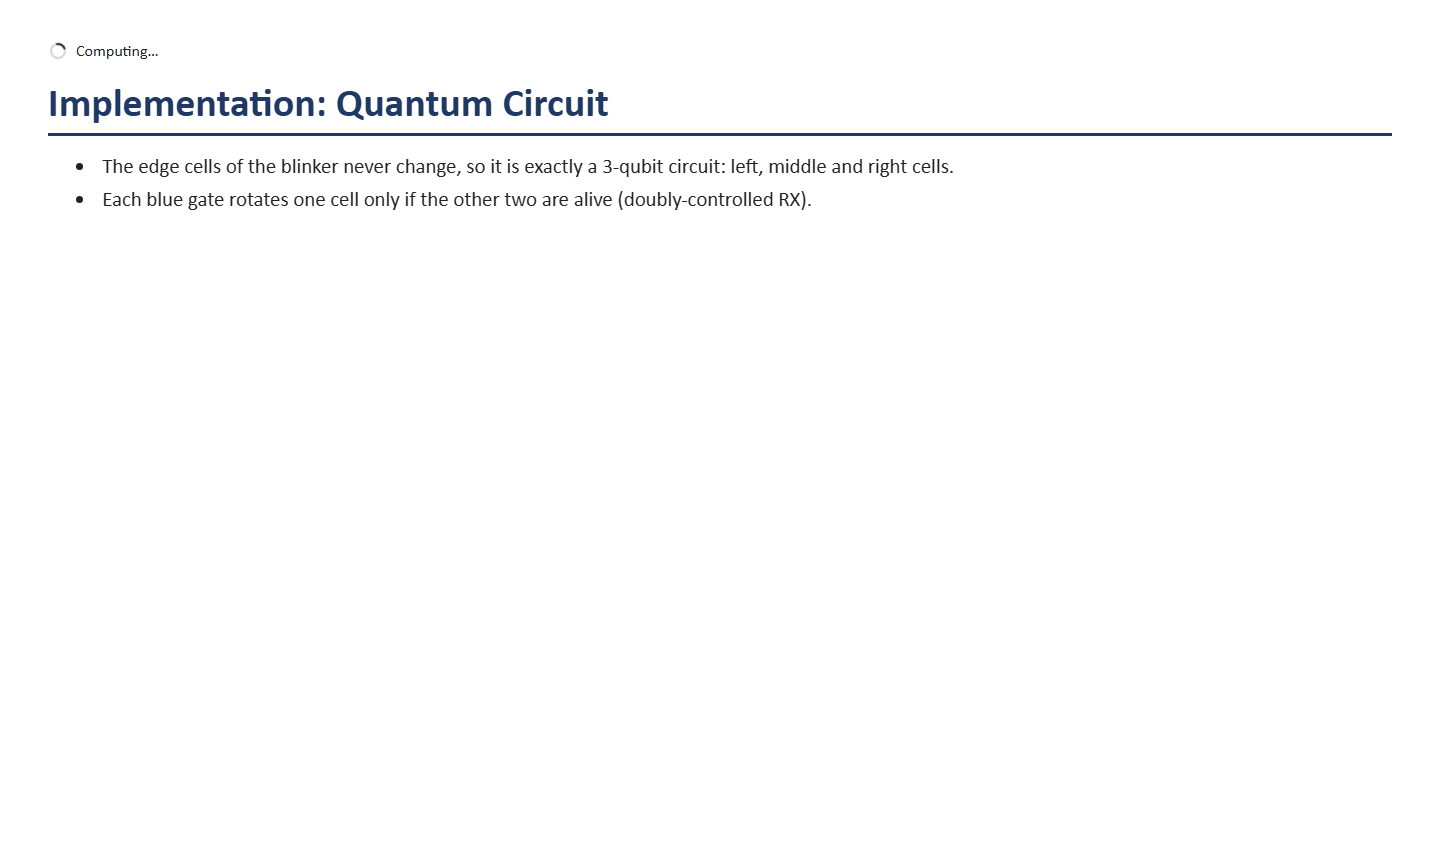 Computing...
Implementation: Quantum Circuit
• The edge cells of the blinker never change, so it is exactly a 3-qubit circuit: left, middle and right cells.
• Each blue gate rotates one cell only if the other two are alive (doubly-controlled RX).